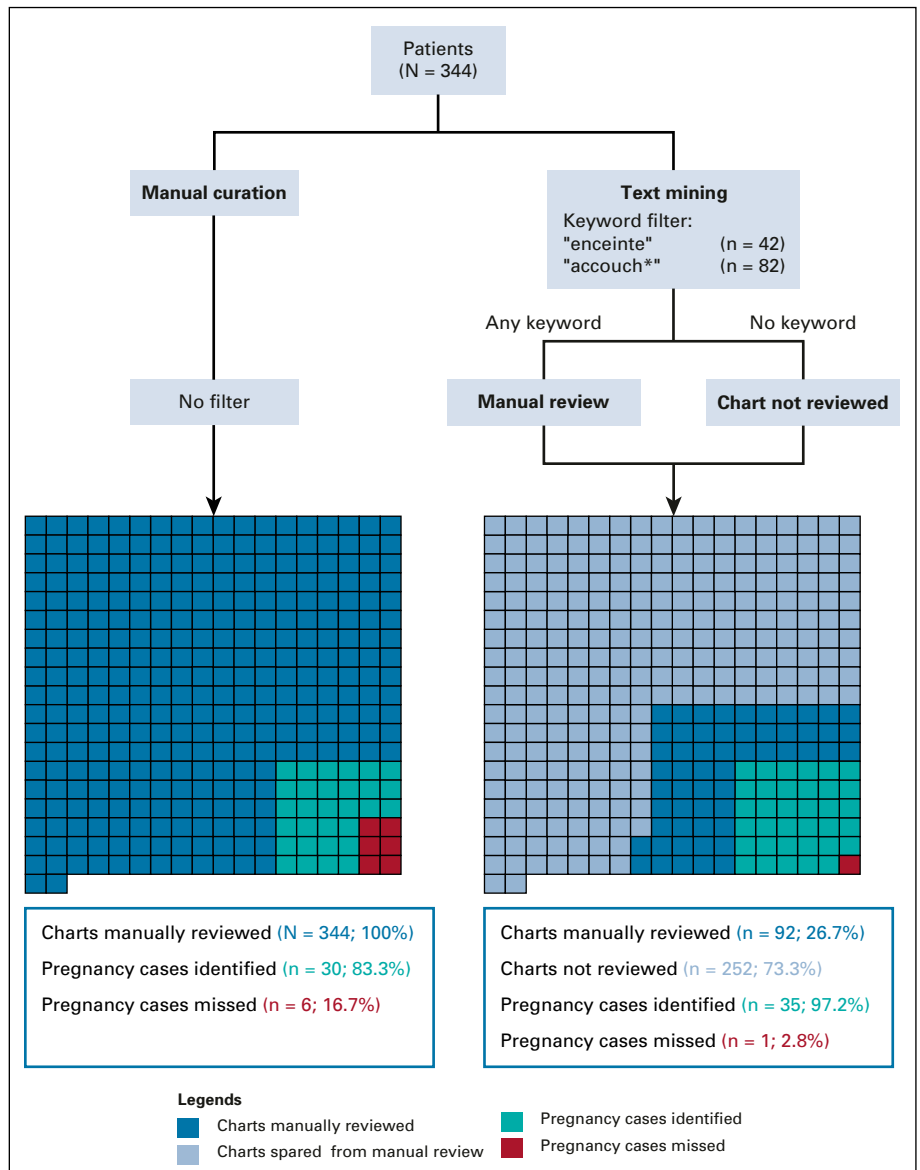 Patients
(N = 344)
Manual curation
Text mining
Keyword filter:
"enceinte" (n = 42)
"accouch*" (n = 82)
Any keyword
No keyword
No filter
Manual review
Chart not reviewed
Charts manually reviewed (N = 344; 100%)
Pregnancy cases identified (n = 30; 83.3%)
Pregnancy cases missed (n = 6; 16.7%)
Charts manually reviewed (n = 92; 26.7%)
Charts not reviewed (n = 252; 73.3%)
Pregnancy cases identified (n = 35; 97.2%)
Pregnancy cases missed (n = 1; 2.8%)
Legends
Charts manually reviewed
Charts spared from manual review
Pregnancy cases identified
Pregnancy cases missed